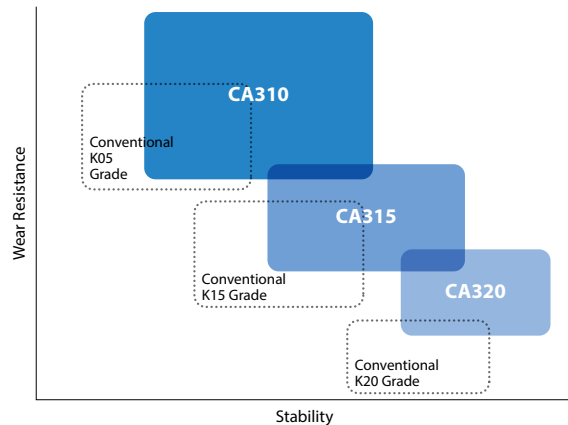 Wear Resistance
CA310
Conventional
K05
Grade
CA315
Conventional
K15 Grade
CA320
Conventional
K20 Grade
Stability